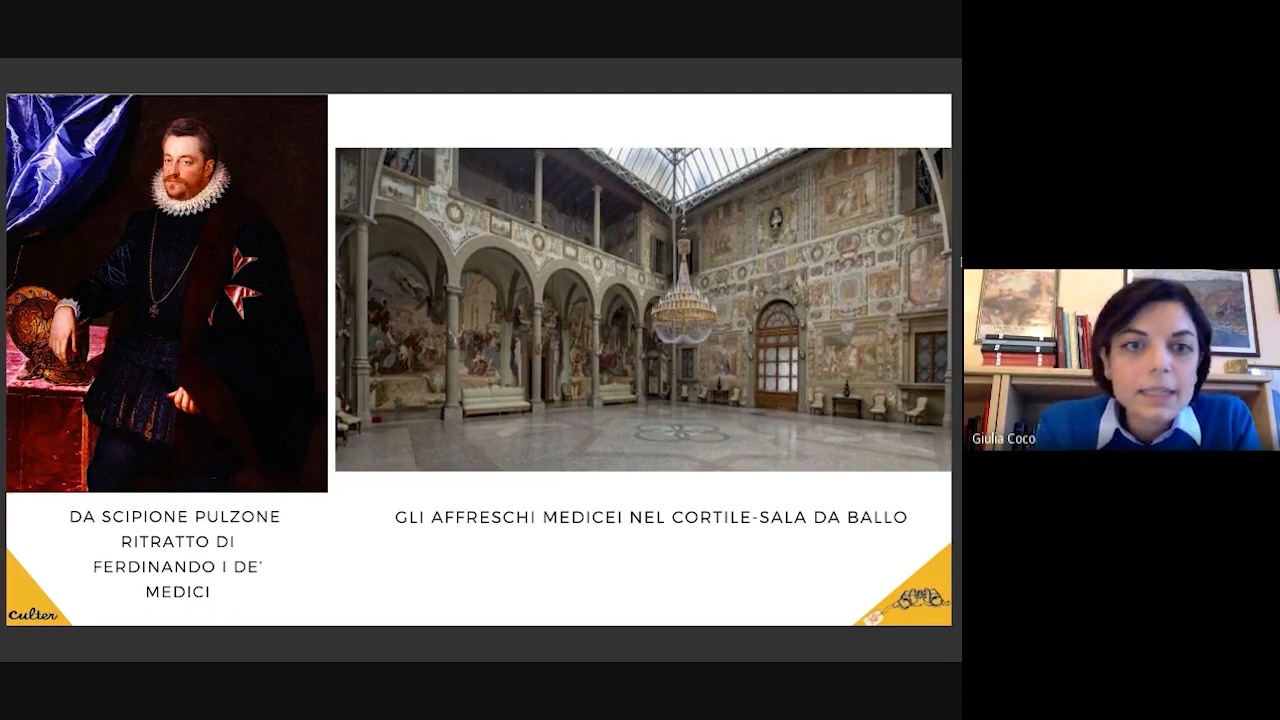 DA SCIPIONE PULZONE
RITRATTO DI
FERDINANDO I DE'
MEDICI
GLI AFFRESCHI MEDICEI NEL CORTILE-SALA DA BALLO
culter
Giulia Coco